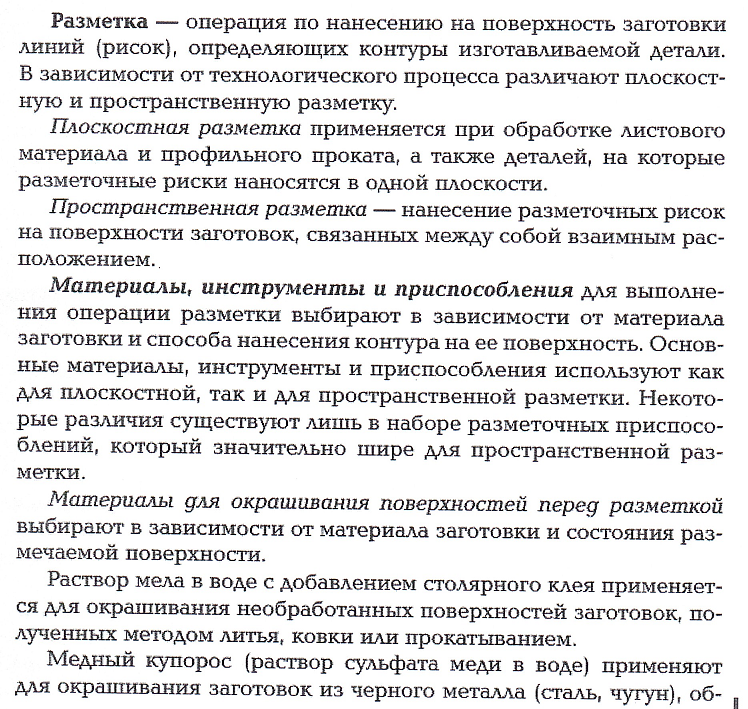 Разметка — операция по нанесению на поверхность заготовки
линий (рисок), определяющих контуры изготавливаемой детали.
В зависимости от технологического процесса различают плоскост-
ную и пространственную разметку.
Плоскостная разметка применяется при обработке листового
материала и профильного проката, а также деталей, на которые
разметочные риски наносятся в одной плоскости.
Пространственная разметка — нанесение разметочных рисок
на поверхности заготовок, связанных между собой взаимным рас-
положением.
Материалы, инструменты и приспособления для выполне-
ния операции разметки выбирают в зависимости от материала
заготовки и способа нанесения контура на ее поверхность. Основ-
ные материалы, инструменты и приспособления используют как
для плоскостной, так и для пространственной разметки. Некото-
рые различия существуют лишь в наборе разметочных приспосо-
блений, который значительно шире для пространственной раз-
метки.
Материалы для окрашивания поверхностей перед разметкой
выбирают в зависимости от материала заготовки и состояния раз-
мечаемой поверхности.
Раствор мела в воде с добавлением столярного клея применяет-
ся для окрашивания необработанных поверхностей заготовок, по-
лученных методом литья, ковки или прокатыванием.
Медный купорос (раствор сульфата меди в воде) применяют
для окрашивания заготовок из черного металла (сталь, чугун), об-